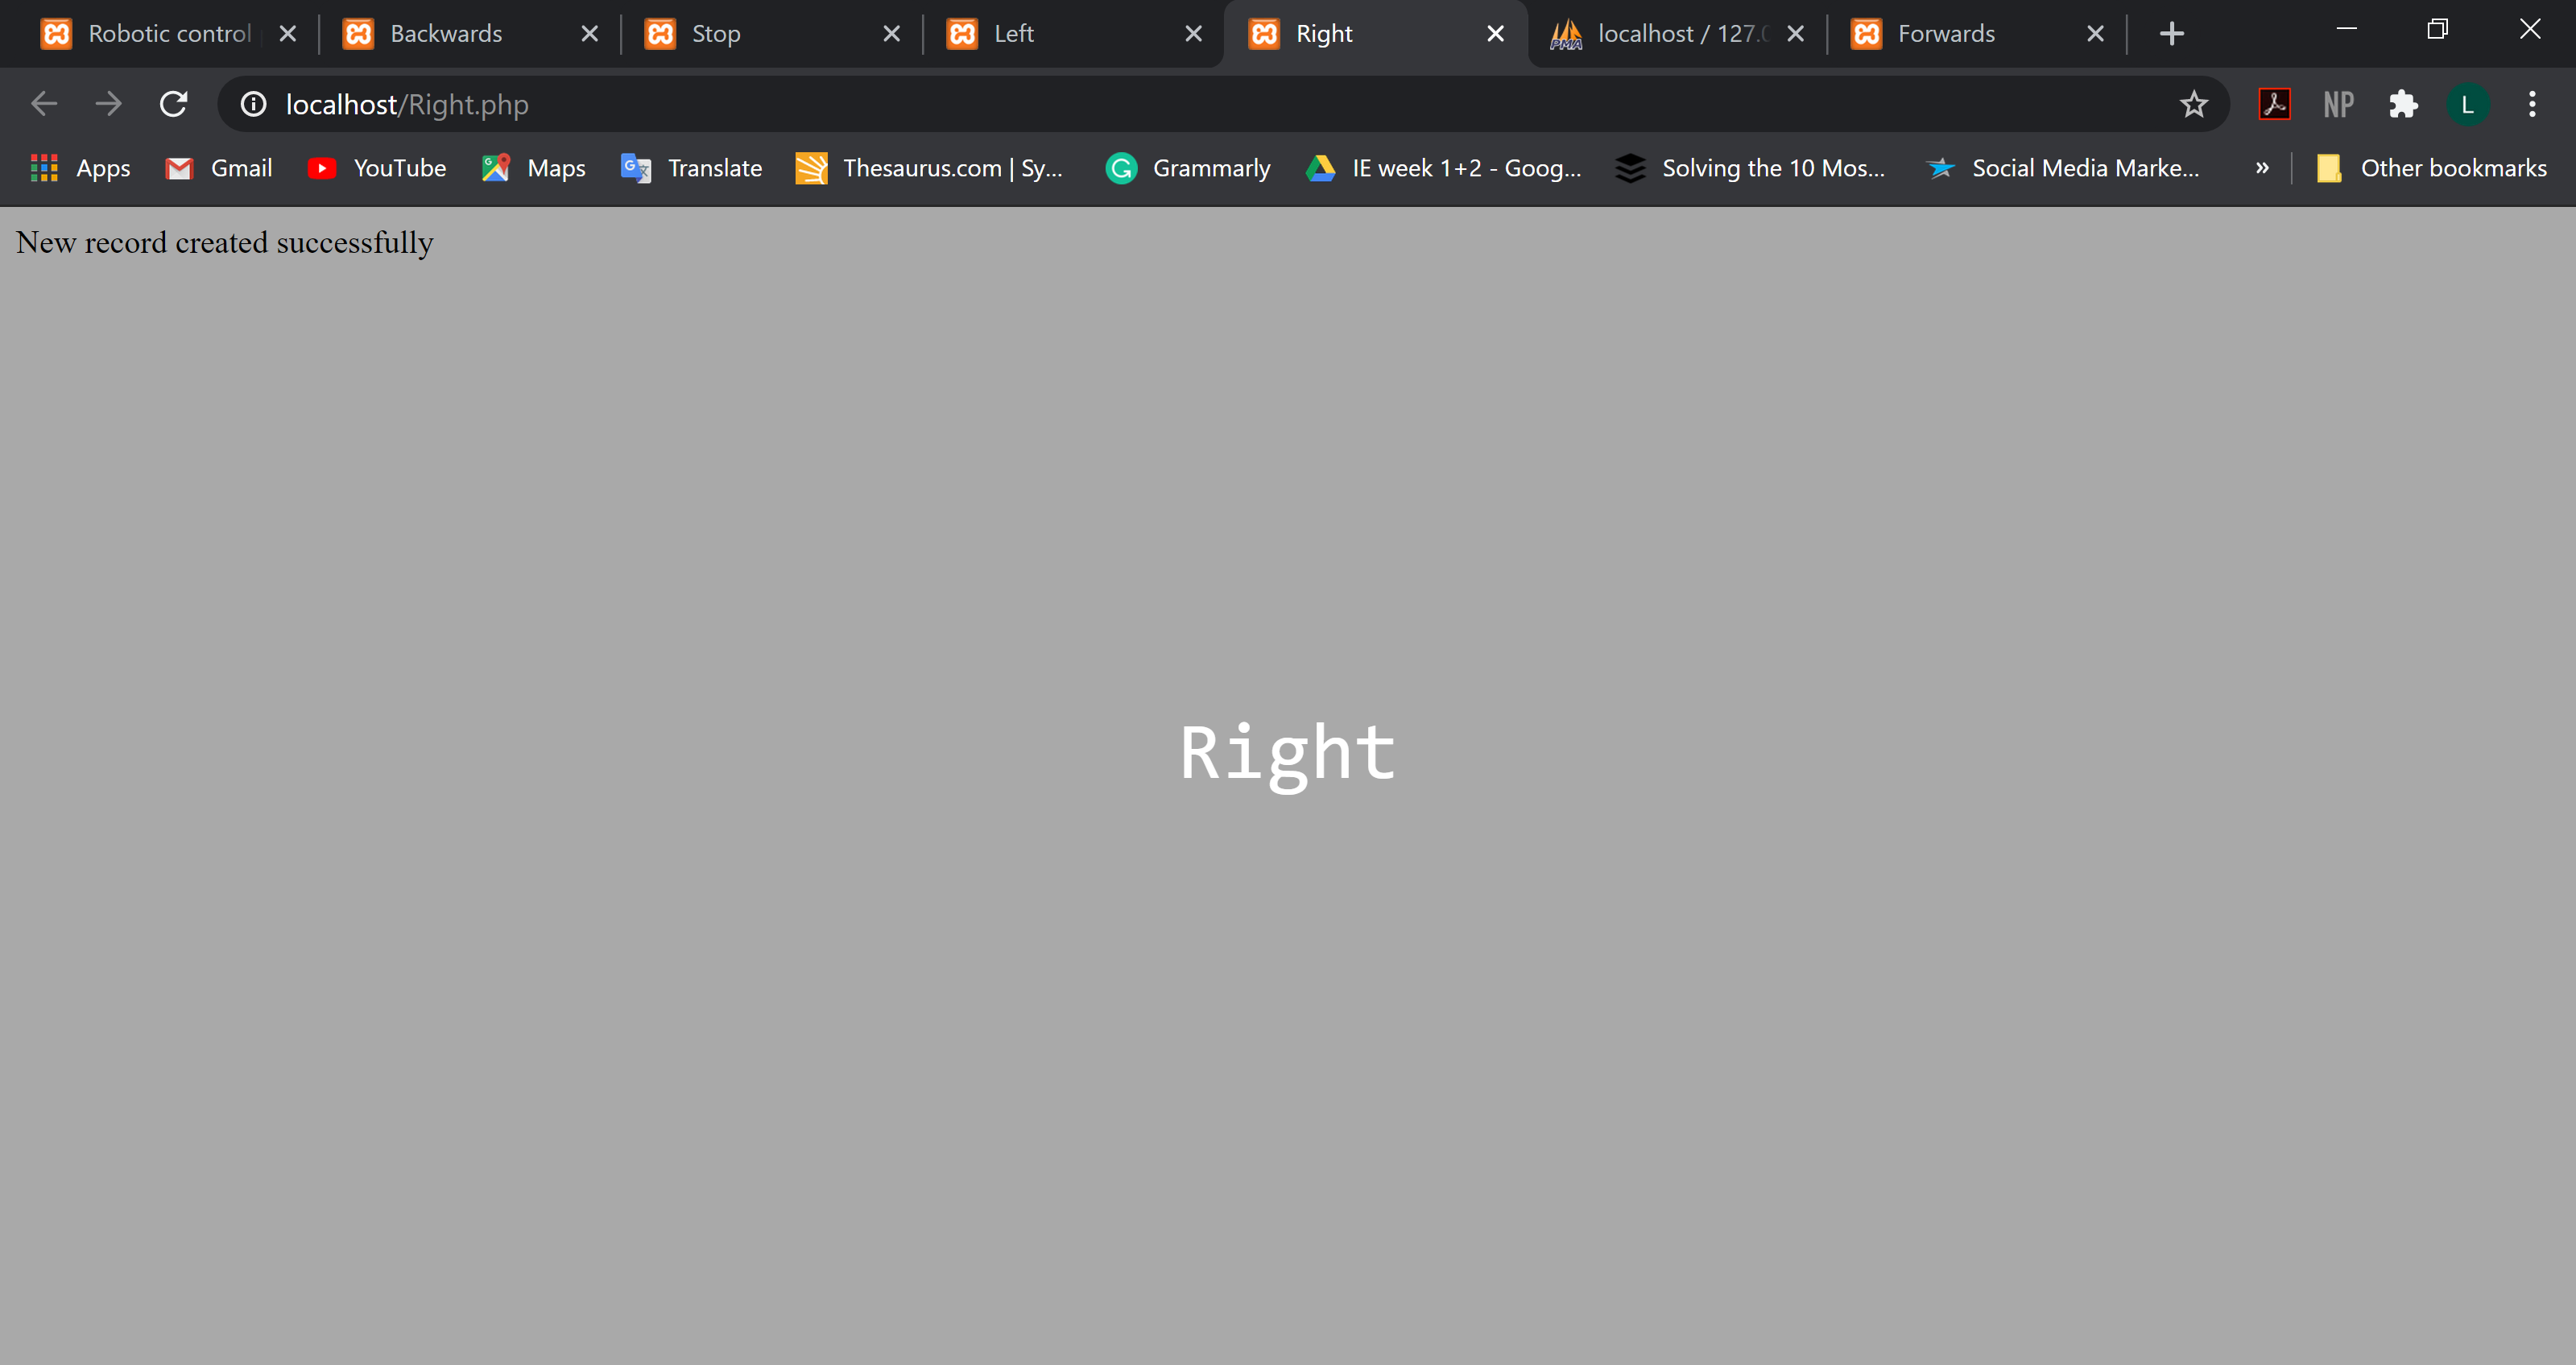 Robotic control
Backwards
Stop
Left
Right
PMA
localhost / 127.0
Forwards
localhost/Right.php
NP
L
Apps
Gmail
YouTube
Maps
Translate
Thesaurus.com | Sy...
Grammarly
IE week 1+2 - Goog...
Solving the 10 Mos...
Social Media Marke...
»
Other bookmarks
New record created successfully
Right